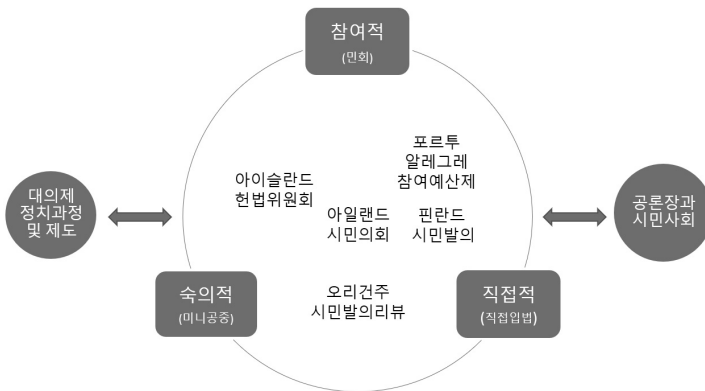 참여적
(민회)
포르투
알레그레
참여예산제
아이슬란드
헌법위원회
대의제
정치과정
및 제도
공론장과
시민사회
아일랜드
시민의회
핀란드
시민발의
숙의적
(미니공중)
오리건주
시민발의리뷰
직접적
(직접입법)